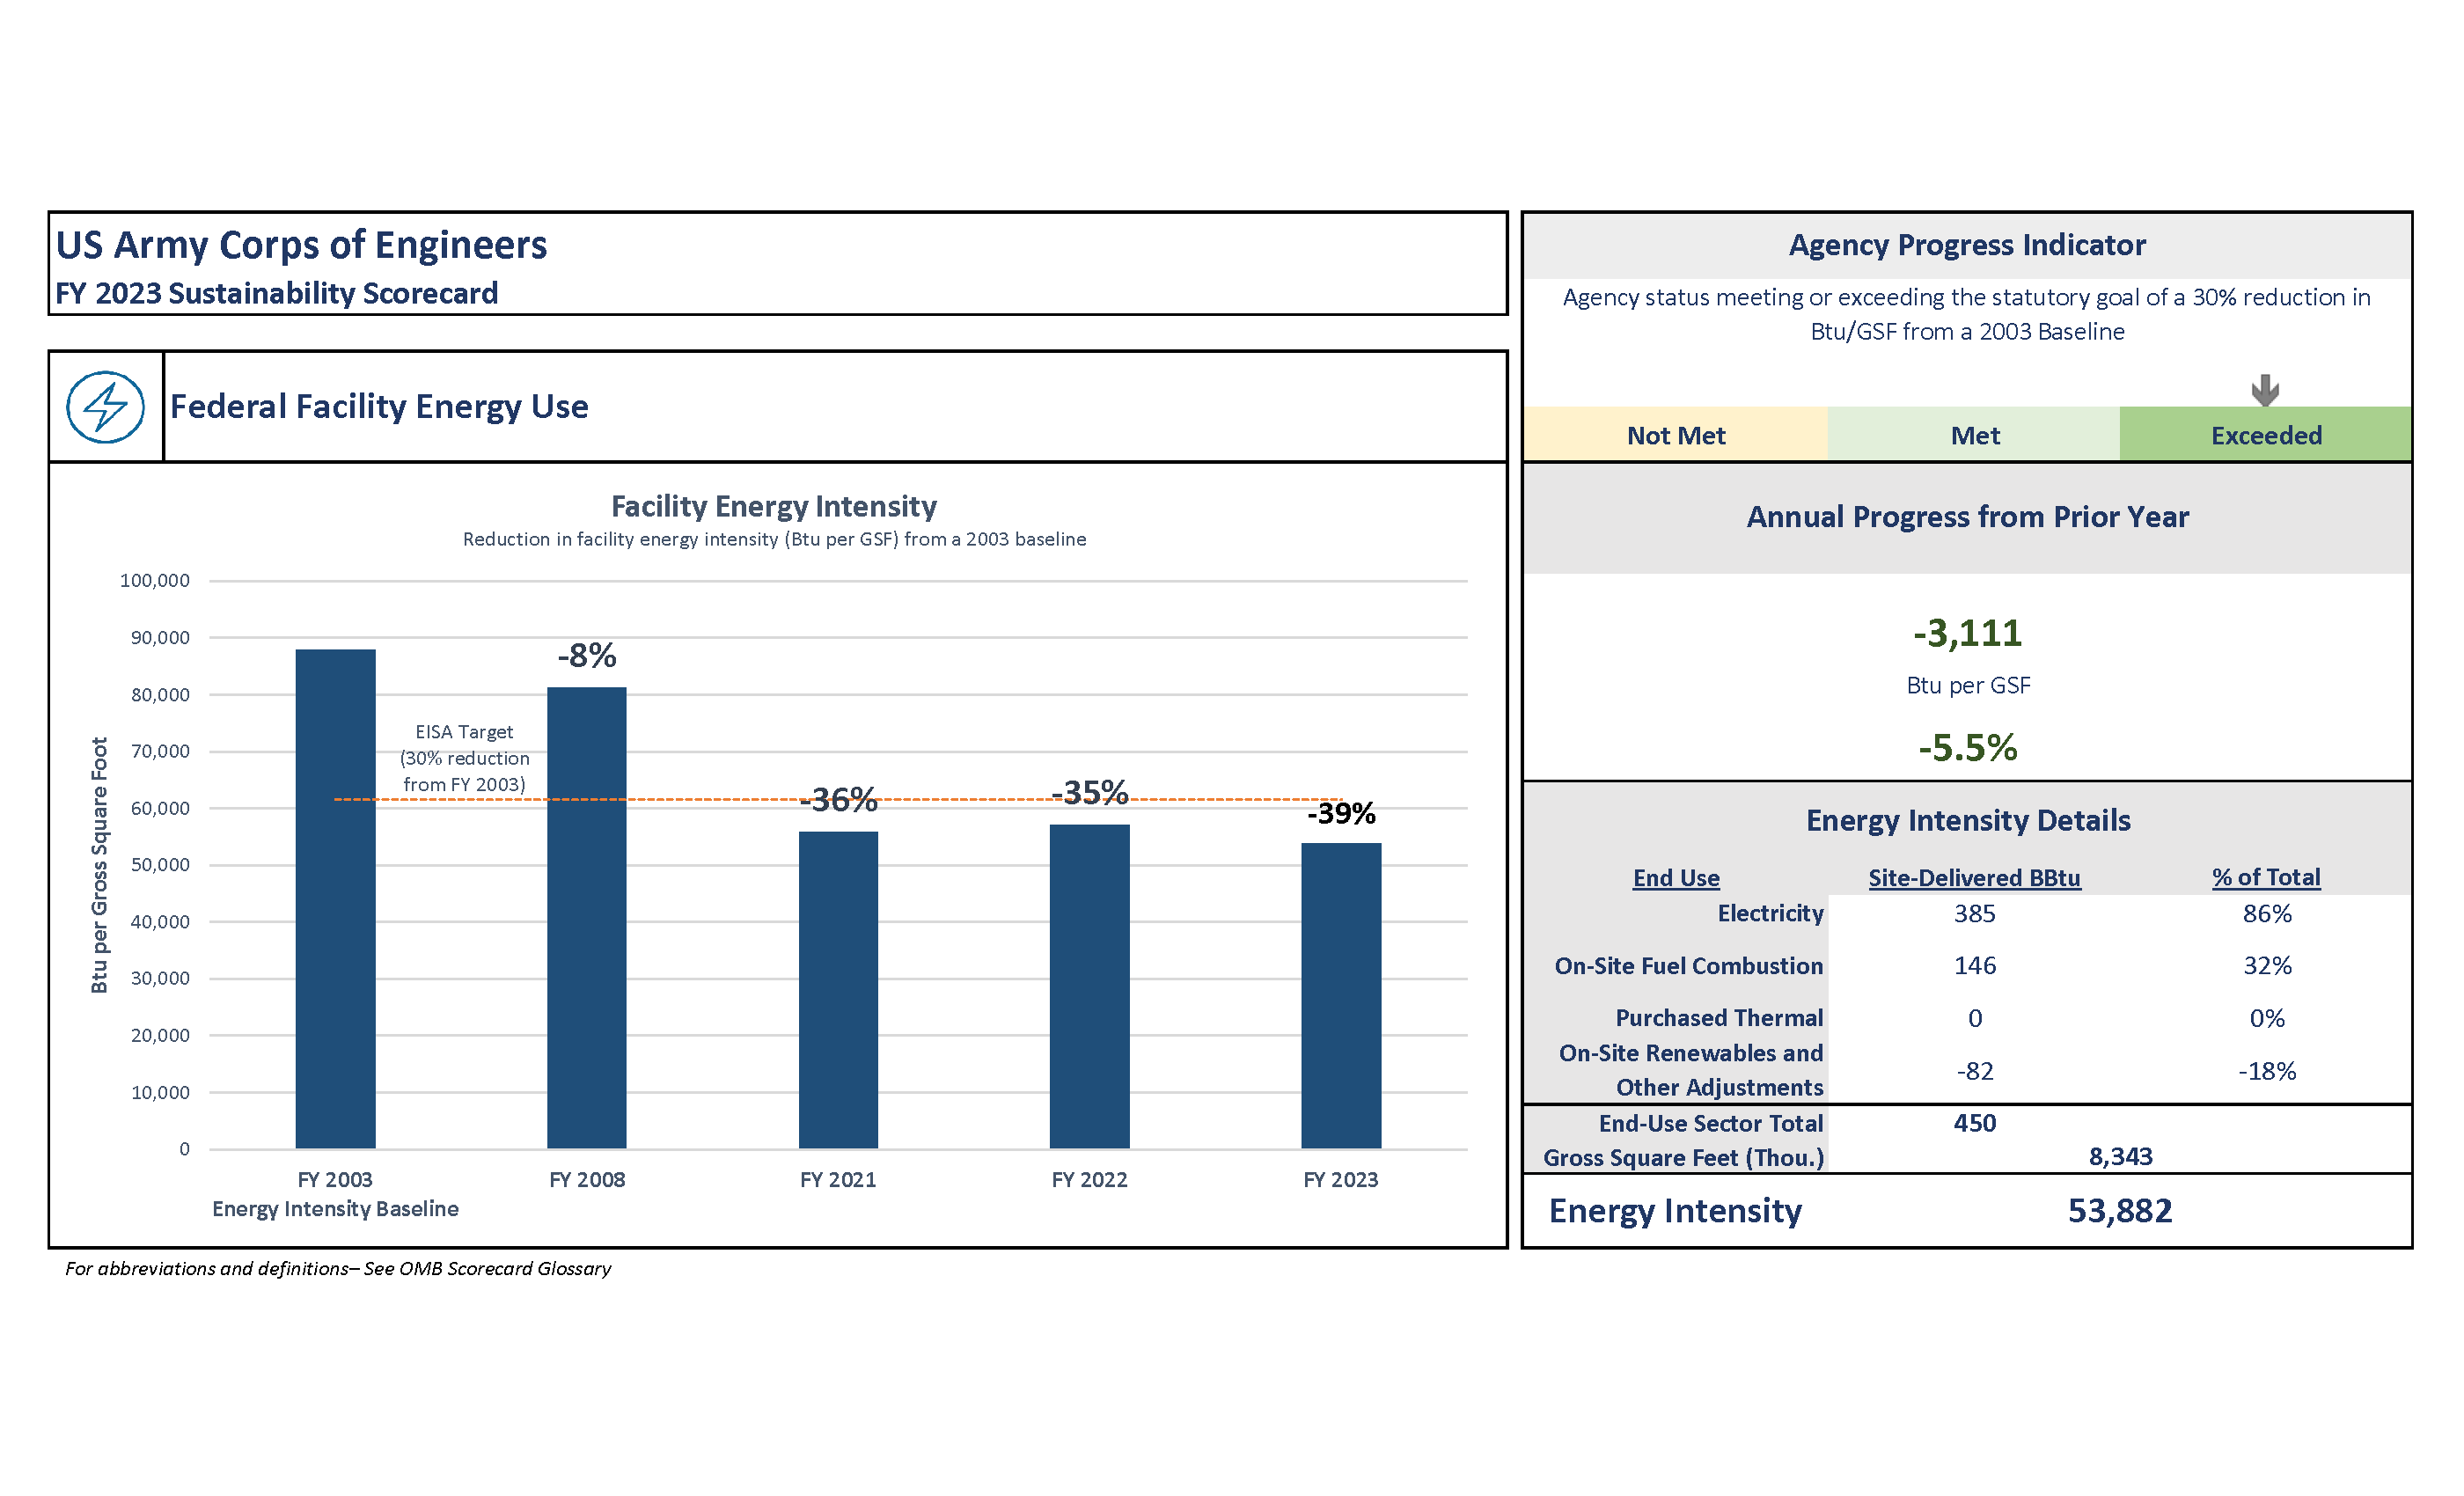 US Army Corps of Engineers
FY 2023 Sustainability Scorecard
Federal Facility Energy Use
Facility Energy Intensity
Reduction in facility energy intensity (Btu per GSF) from a 2003 baseline
Btu per Gross Square Foot
100,000
90,000
80,000
70,000
60,000
50,000
40,000
30,000
20,000
10,000
0
-8%
EISA Target
(30% reduction
from FY 2003)
-36%
-35%
-39%
FY 2003
Energy Intensity Baseline
FY 2008
FY 2021
FY 2022
FY 2023
For abbreviations and definitions– See OMB Scorecard Glossary
Agency Progress Indicator
Agency status meeting or exceeding the statutory goal of a 30% reduction in
Btu/GSF from a 2003 Baseline
Not Met Met Exceeded
Annual Progress from Prior Year
-3,111
Btu per GSF
-5.5%
Energy Intensity Details
End Use Site-Delivered BBtu % of Total
Electricity 385 86%
On-Site Fuel Combustion 146 32%
Purchased Thermal 0 0%
On-Site Renewables and
Other Adjustments -82 -18%
End-Use Sector Total 450
Gross Square Feet (Thou.) 8,343
Energy Intensity 53,882